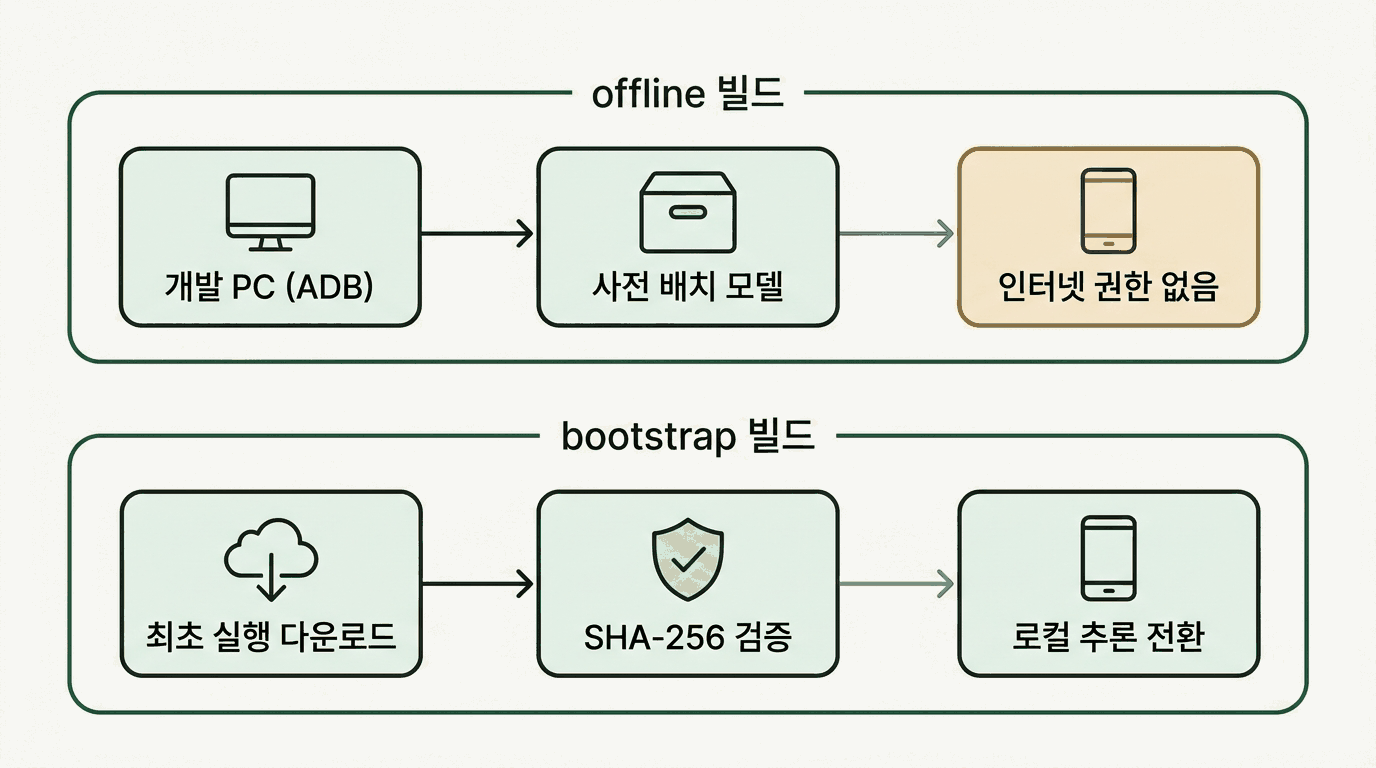 offline 빌드
개발 PC (ADB)
사전 배치 모델
인터넷 권한 없음
bootstrap 빌드
최초 실행 다운로드
SHA-256 검증
로컬 추론 전환